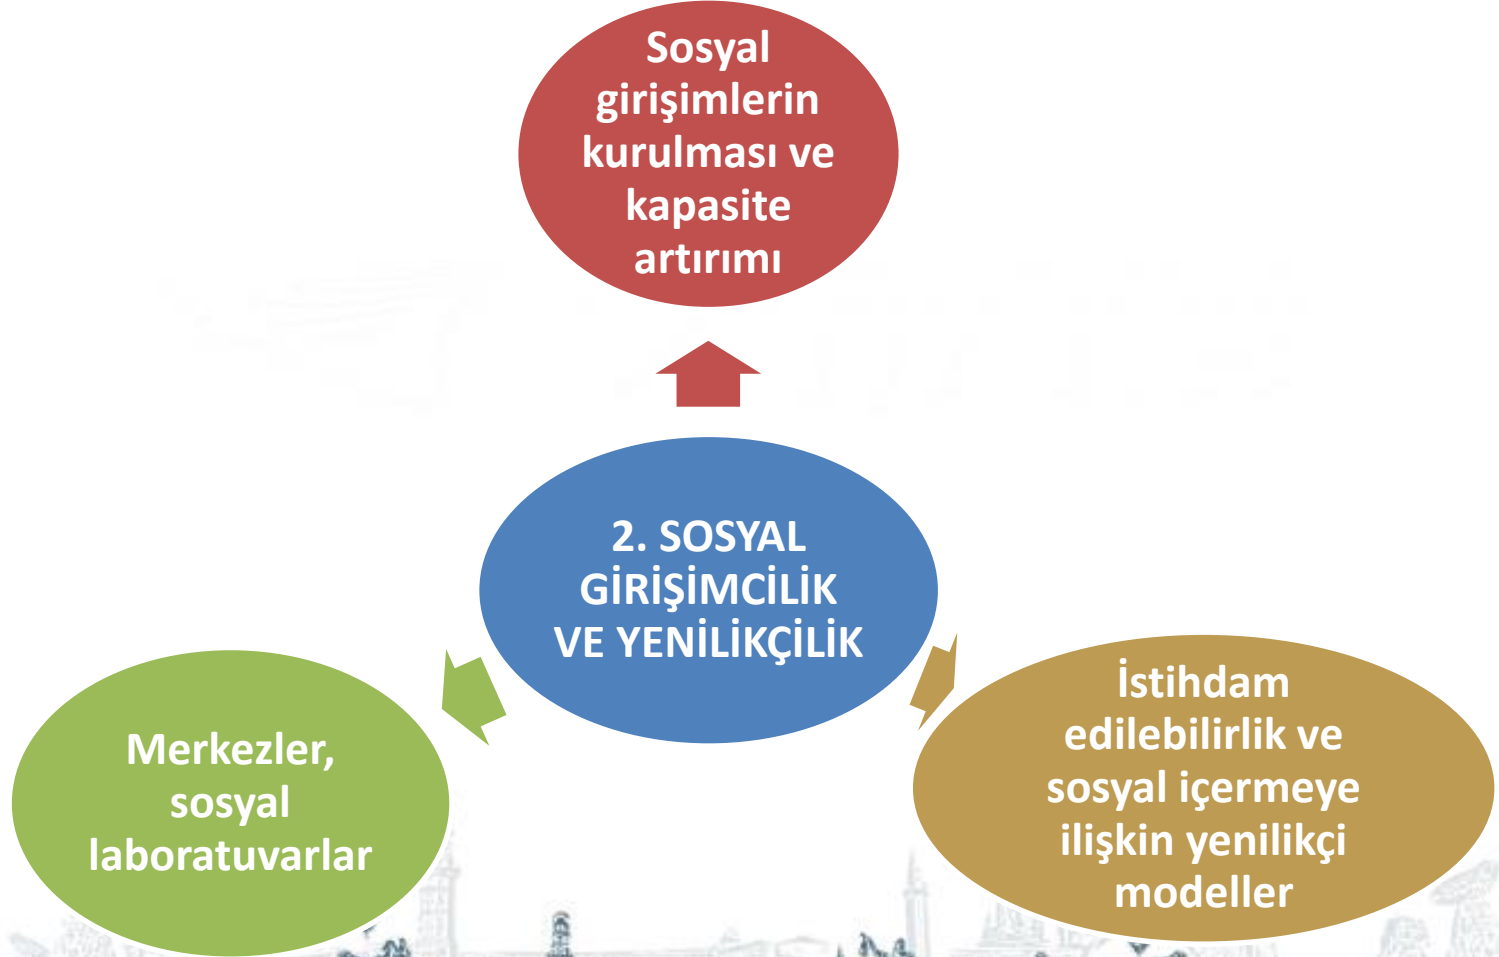 Sosyal
girişimlerin
kurulması ve
kapasite
artırımı
2. SOSYAL
GİRİŞİMCİLİK
VE YENİLİKÇİLİK
Merkezler,
sosyal
laboratuvarlar
İstihdam
edilebilirlik ve
sosyal içermeye
ilişkin yenilikçi
modeller